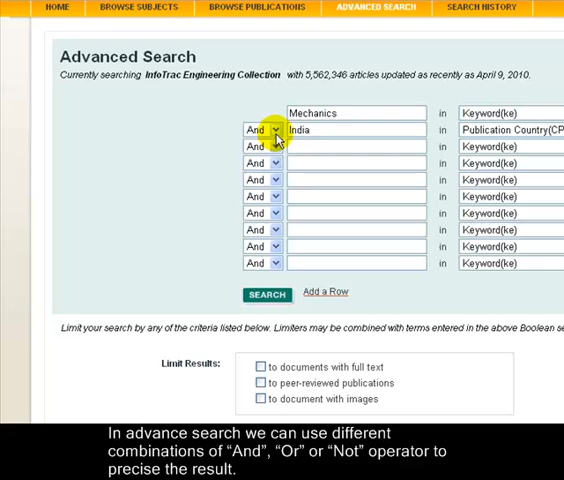 HOME BROWSE SUBJECTS BROWSE PUBLICATIONS ADVANCED SEARCH SEARCH HISTORY
Advanced Search
Currently searching InfoTrac Engineering Collection with 5,562,346 articles updated as recently as April 9, 2010.
Mechanics in Keyword(ke)
And India in Publication Country(CP
And in Keyword(ke)
And in Keyword(ke)
And in Keyword(ke)
And in Keyword(ke)
And in Keyword(ke)
And in Keyword(ke)
And in Keyword(ke)
And in Keyword(ke)
SEARCH Add a Row
Limit your search by any of the criteria listed below. Limiters may be combined with terms entered in the above Boolean se
Limit Results: to documents with full text
to peer-reviewed publications
to document with images
In advance search we can use different
combinations of “And”, “Or” or “Not” operator to
precise the result.